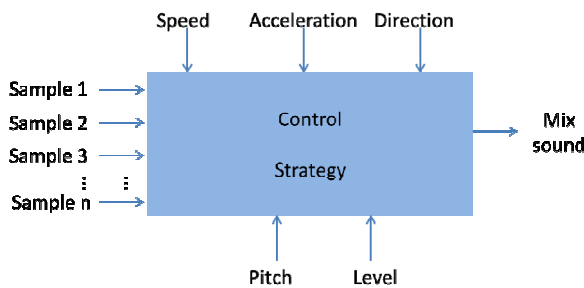 Speed Acceleration Direction
Sample 1
Sample 2
Sample 3
Sample n
Control
Strategy
Mix
sound
Pitch Level